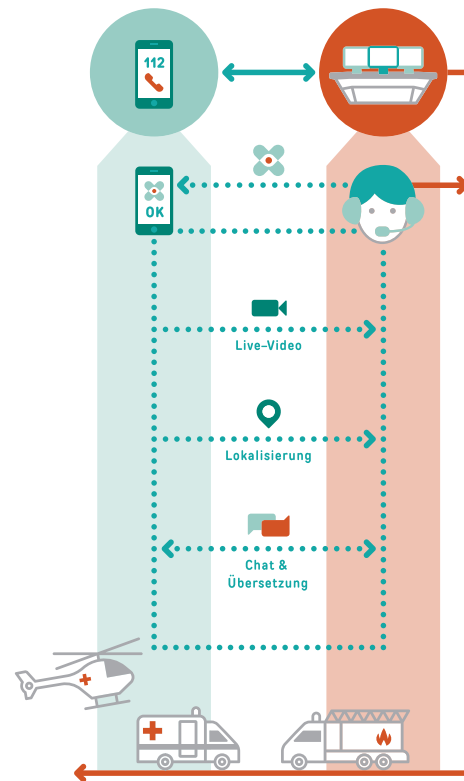 112
OK
Live-Video
Lokalisierung
Chat &
Übersetzung